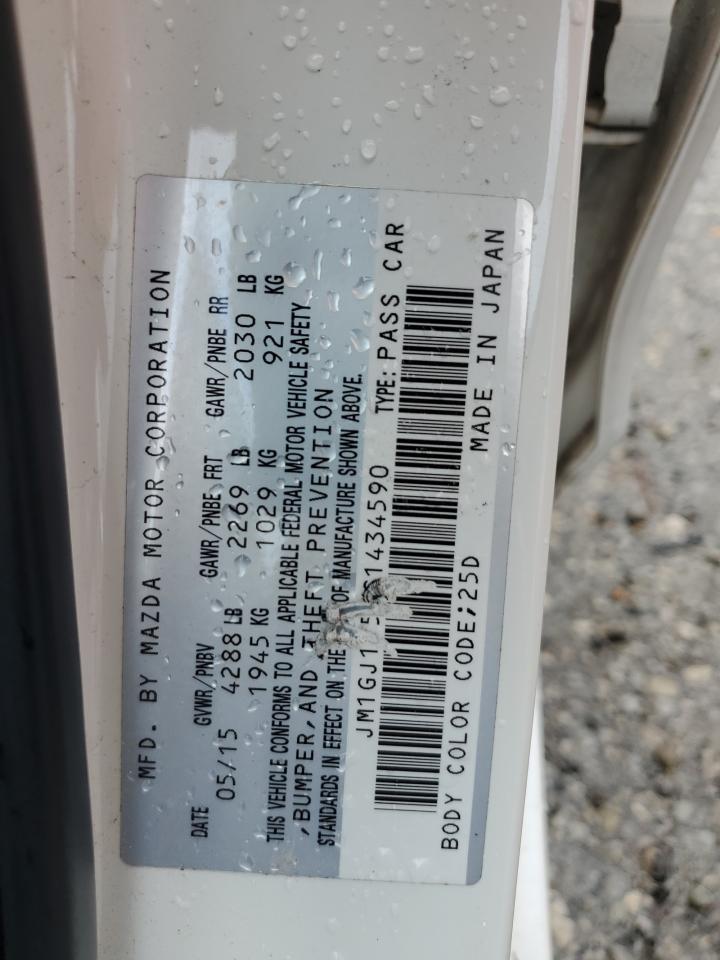 MFD. BY MAZDA MOTOR CORPORATION
DATE GVWR/PNBV GAWR/PNBE FRT GAWR/PNBE RR
05/15 4288 LB 2269 LB 2030 LB
1945 KG 1029 KG 921 KG
THIS VEHICLE CONFORMS TO ALL APPLICABLE FEDERAL MOTOR VEHICLE SAFETY
,BUMPER, AND THEFT PREVENTION
STANDARDS IN EFFECT ON THE OF MANUFACTURE SHOWN ABOVE.
TYPE: PASS CAR
BODY COLOR CODE;25D MADE IN JAPAN